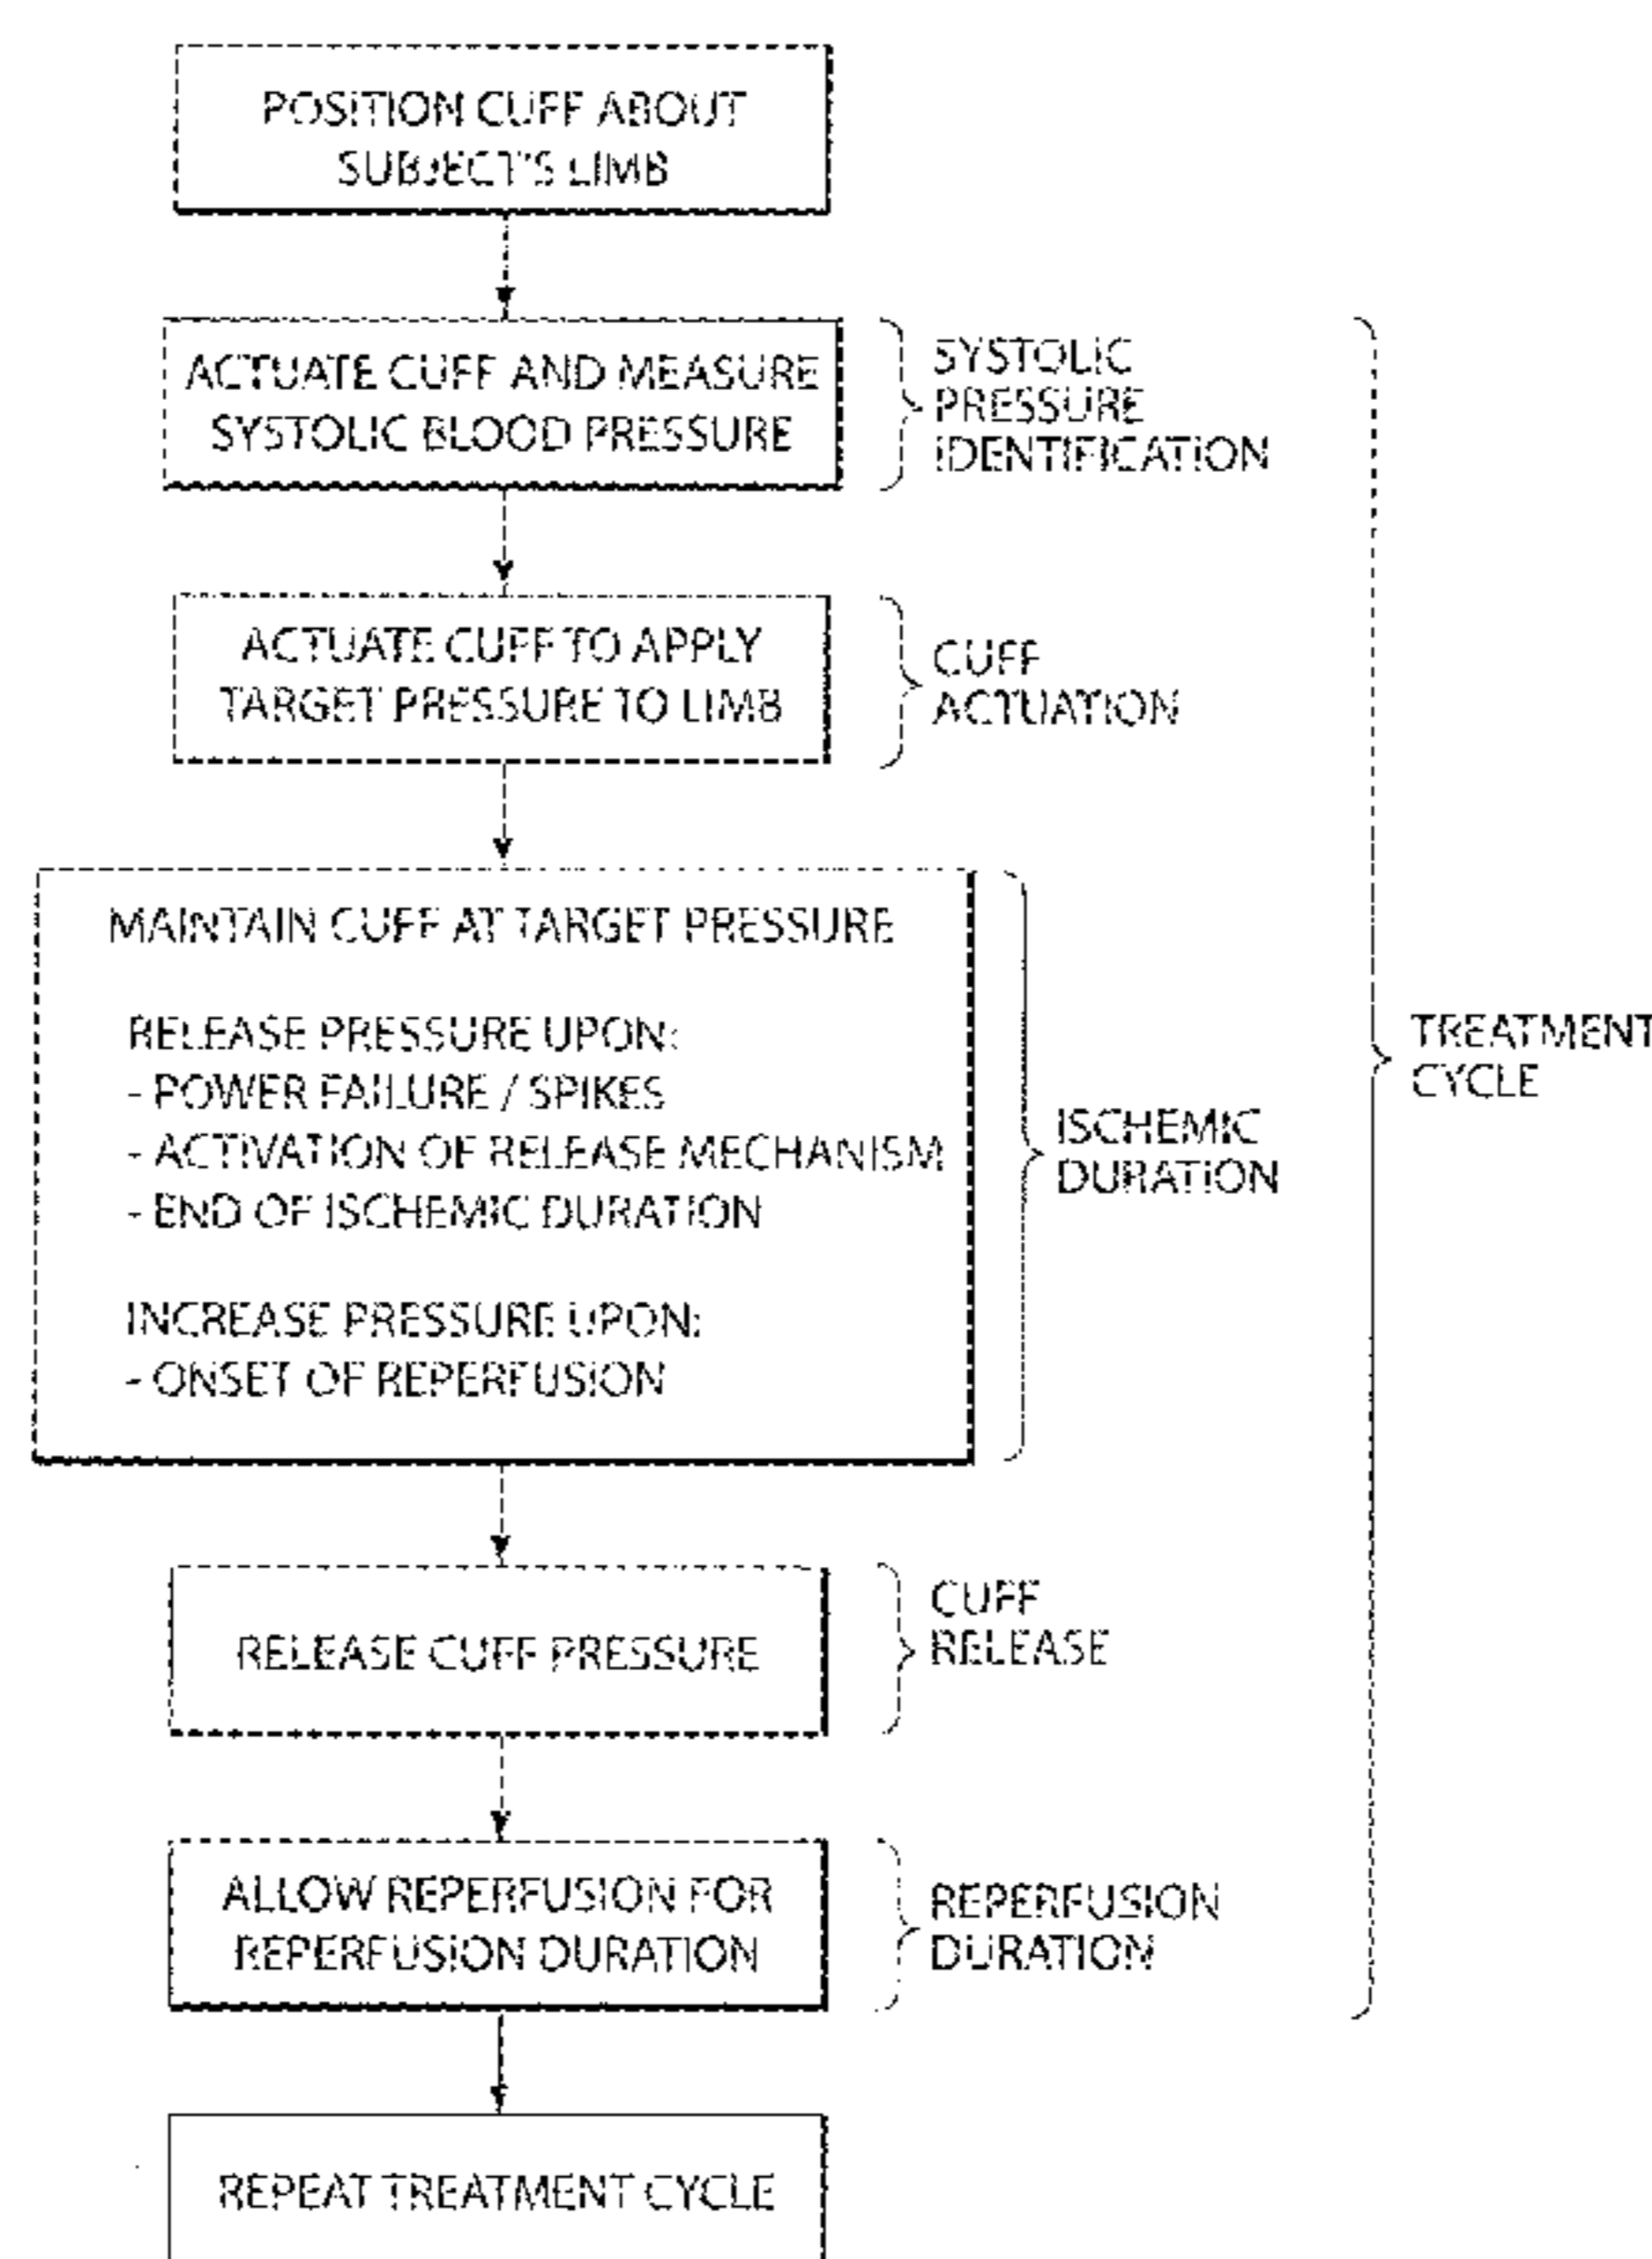 POSITION CUFF ABOUT
SUBJECT'S LIMB
ACTUATE CUFF AND MEASURE
SYSTOLIC BLOOD PRESSURE
SYSTOLIC
PRESSURE
IDENTIFICATION
ACTUATE CUFF TO APPLY
TARGET PRESSURE TO LIMB
CUFF
ACTUATION
MAINTAIN CUFF AT TARGET PRESSURE
RELEASE PRESSURE UPON:
- POWER FAILURE / SPIKES
- ACTIVATION OF RELEASE MECHANISM
- END OF ISCHEMIC DURATION
INCREASE PRESSURE UPON:
- ONSET OF REPERFUSION
ISCHEMIC
DURATION
TREATMENT
CYCLE
RELEASE CUFF PRESSURE
CUFF
RELEASE
ALLOW REPERFUSION FOR
REPERFUSION DURATION
REPERFUSION
DURATION
REPEAT TREATMENT CYCLE